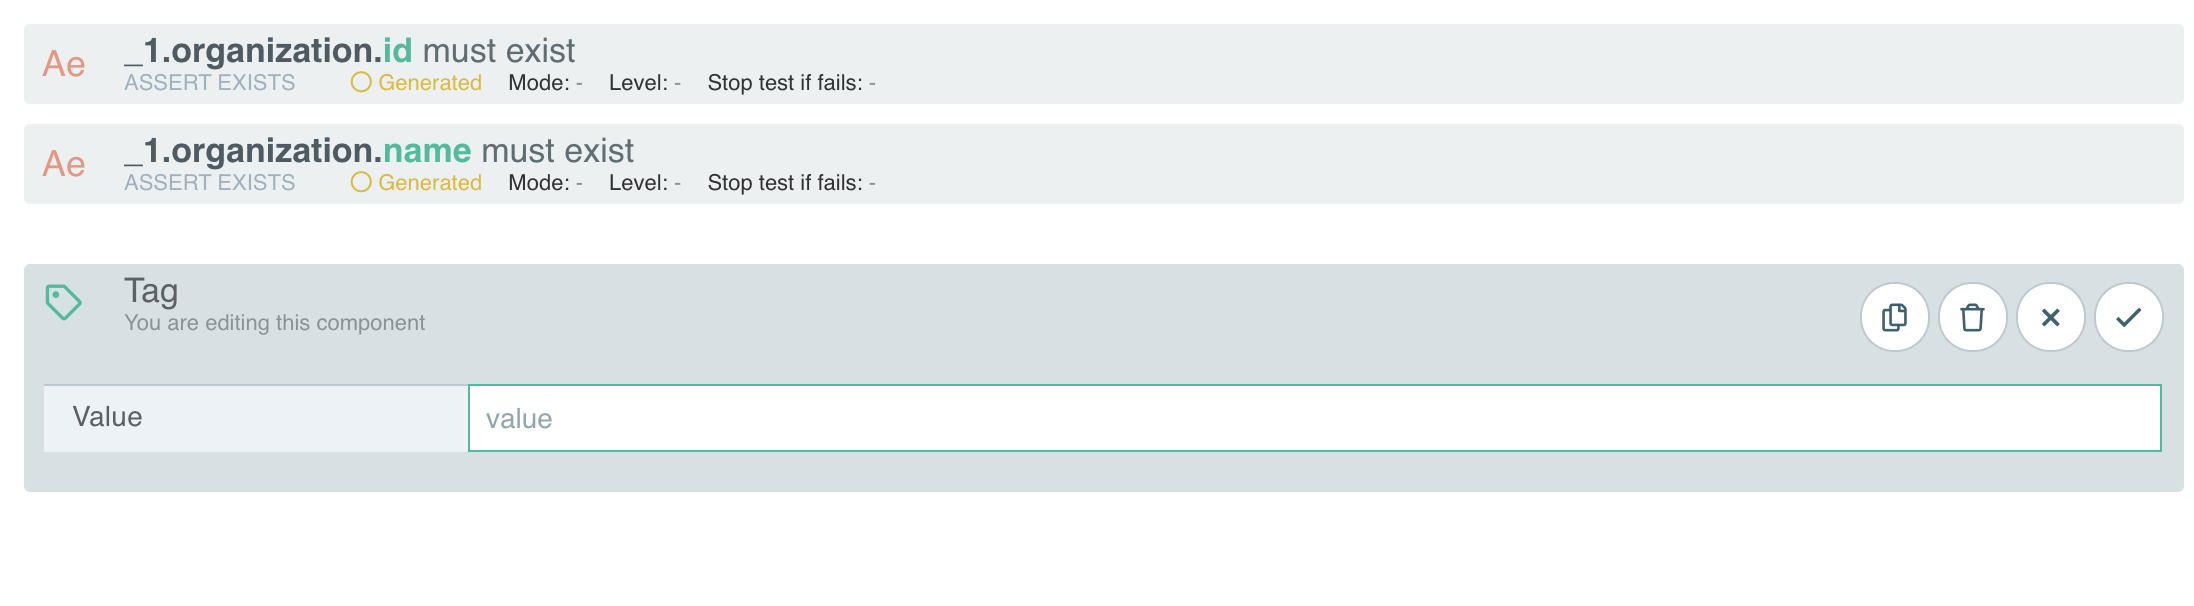 Ae _1.organization.id must exist
ASSERT EXISTS Generated Mode: - Level: - Stop test if fails: -
Ae _1.organization.name must exist
ASSERT EXISTS Generated Mode: - Level: - Stop test if fails: -
Tag
You are editing this component
Value value